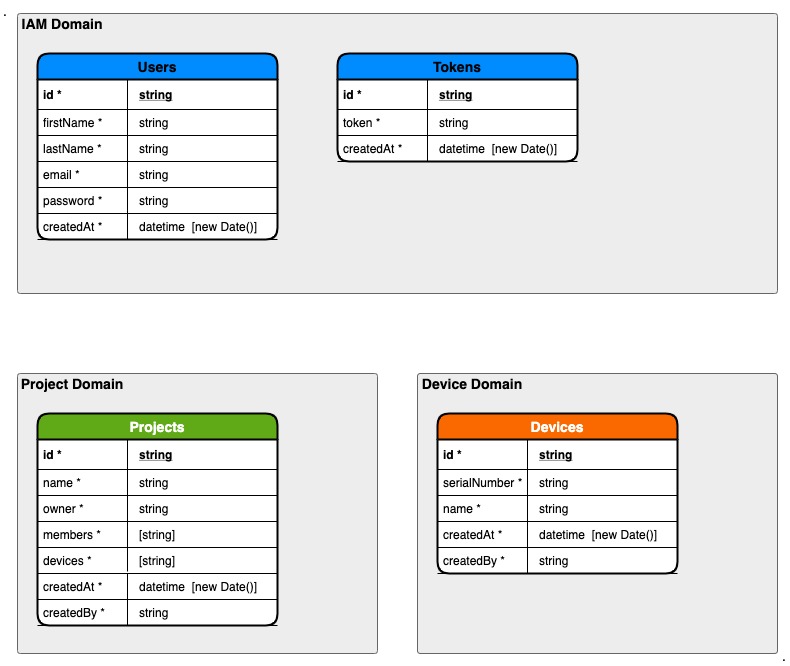 IAM Domain
Users
id * string
firstName * string
lastName * string
email * string
password * string
createdAt * datetime [new Date()]
Tokens
id * string
token * string
createdAt * datetime [new Date()]
Project Domain
Projects
id * string
name * string
owner * string
members * [string]
devices * [string]
createdAt * datetime [new Date()]
createdBy * string
Device Domain
Devices
id * string
serialNumber * string
name * string
createdAt * datetime [new Date()]
createdBy * string